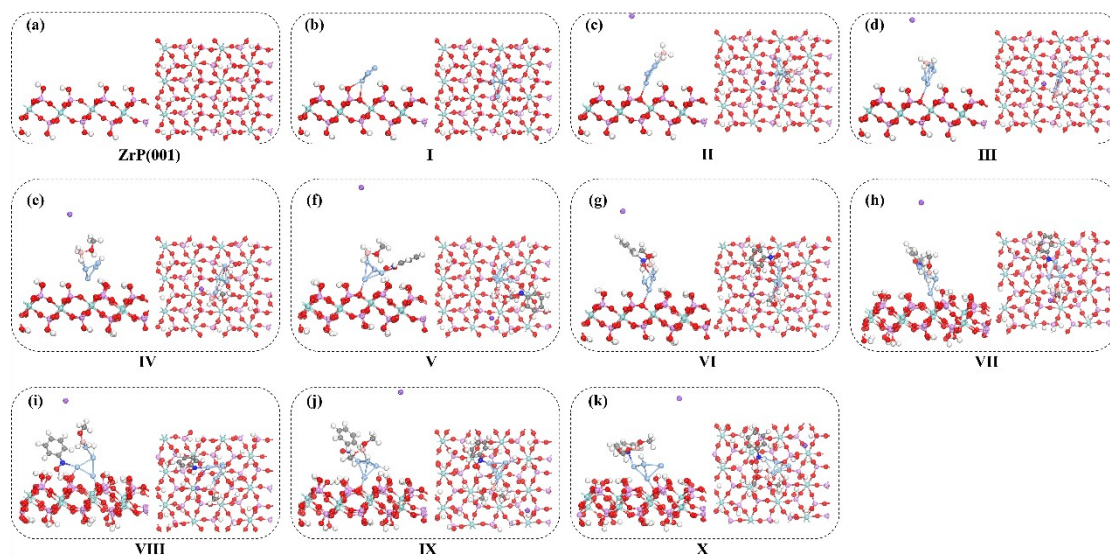 (a)
(b)
(c)
(d)
ZrP(001)
I
II
III
(e)
(f)
(g)
(h)
IV
V
VI
VII
(i)
(j)
(k)
VIII
IX
X